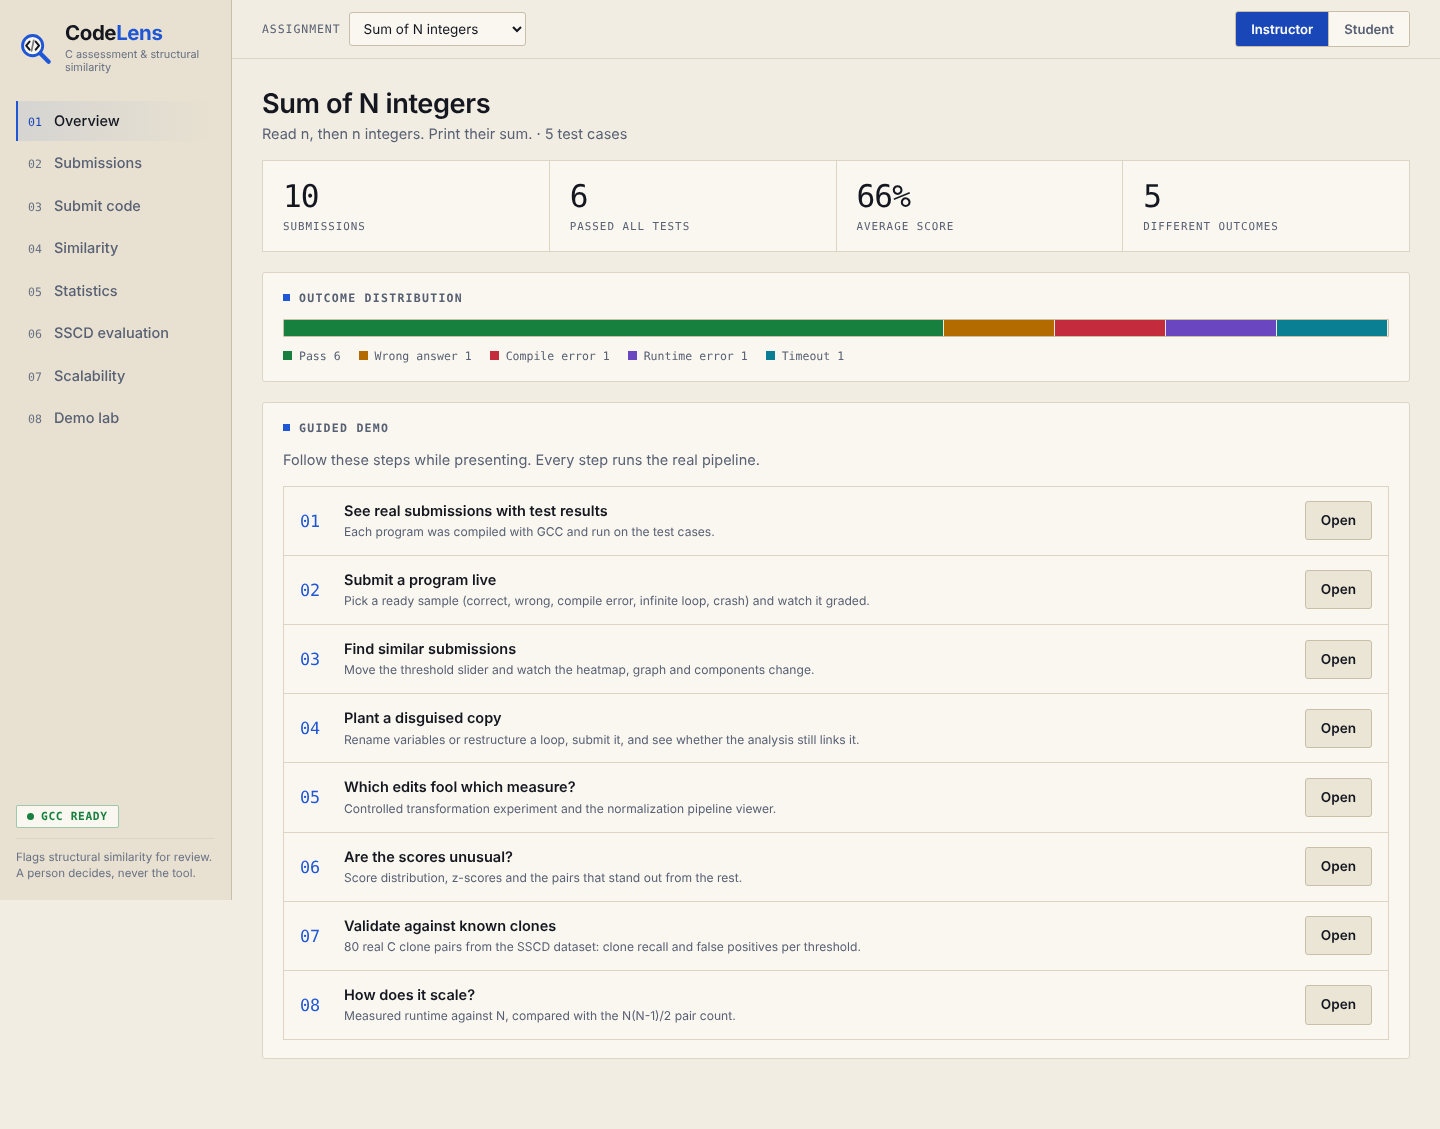 CodeLens
C assessment & structural
similarity
01 Overview
02 Submissions
03 Submit code
04 Similarity
05 Statistics
06 SSCD evaluation
07 Scalability
08 Demo lab
GCC READY
Flags structural similarity for review.
A person decides, never the tool.
ASSIGNMENT Sum of N integers
Instructor Student
Sum of N integers
Read n, then n integers. Print their sum. · 5 test cases
10
SUBMISSIONS
6
PASSED ALL TESTS
66%
AVERAGE SCORE
5
DIFFERENT OUTCOMES
OUTCOME DISTRIBUTION
Pass 6 Wrong answer 1 Compile error 1 Runtime error 1 Timeout 1
GUIDED DEMO
Follow these steps while presenting. Every step runs the real pipeline.
01 See real submissions with test results
Each program was compiled with GCC and run on the test cases.
Open
02 Submit a program live
Pick a ready sample (correct, wrong, compile error, infinite loop, crash) and watch it graded.
Open
03 Find similar submissions
Move the threshold slider and watch the heatmap, graph and components change.
Open
04 Plant a disguised copy
Rename variables or restructure a loop, submit it, and see whether the analysis still links it.
Open
05 Which edits fool which measure?
Controlled transformation experiment and the normalization pipeline viewer.
Open
06 Are the scores unusual?
Score distribution, z-scores and the pairs that stand out from the rest.
Open
07 Validate against known clones
80 real C clone pairs from the SSCD dataset: clone recall and false positives per threshold.
Open
08 How does it scale?
Measured runtime against N, compared with the N(N-1)/2 pair count.
Open